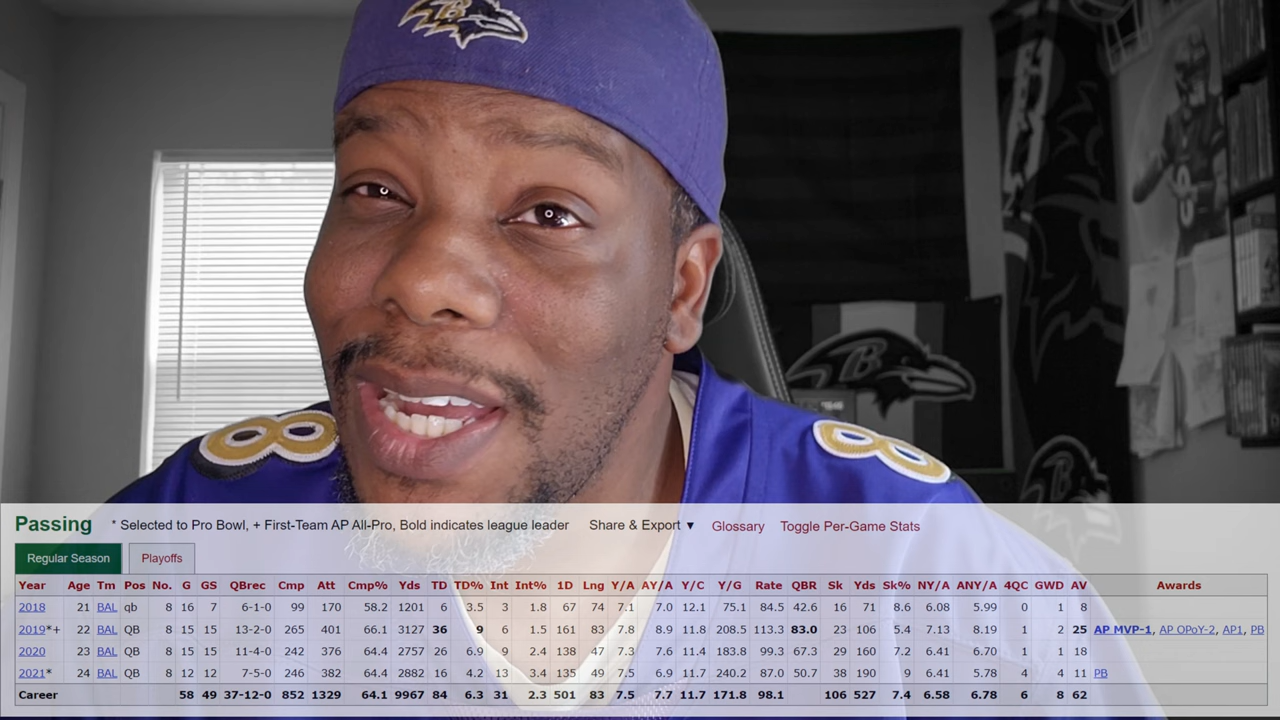 B
8 8
B
Passing * Selected to Pro Bowl, + First-Team AP All-Pro, Bold indicates league leader Share & Export ▼ Glossary Toggle Per-Game Stats
Regular Season Playoffs
Year Age Tm Pos No. G GS QBrec Cmp Att Cmp% Yds TD TD% Int Int% 1D Lng Y/A AY/A Y/C Y/G Rate QBR Sk Yds Sk% NY/A ANY/A 4QC GWD AV Awards
2018 21 BAL qb 8 16 7 6-1-0 99 170 58.2 1201 6 3.5 3 1.8 67 74 7.1 7.0 12.1 75.1 84.5 42.6 16 71 8.6 6.08 5.99 0 1 8
2019*+ 22 BAL QB 8 15 15 13-2-0 265 401 66.1 3127 36 9 6 1.5 161 83 7.8 8.9 11.8 208.5 113.3 83.0 23 106 5.4 7.13 8.19 1 2 25 AP MVP-1, AP OPoY-2, AP1, PB
2020 23 BAL QB 8 15 15 11-4-0 242 376 64.4 2757 26 6.9 9 2.4 138 47 7.3 7.6 11.4 183.8 99.3 67.3 29 160 7.2 6.41 6.70 1 1 18
2021* 24 BAL QB 8 12 12 7-5-0 246 382 64.4 2882 16 4.2 13 3.4 135 49 7.5 6.9 11.7 240.2 87.0 50.7 38 190 9 6.41 5.78 4 4 11 PB
Career 58 49 37-12-0 852 1329 64.1 9967 84 6.3 31 2.3 501 83 7.5 7.7 11.7 171.8 98.1 106 527 7.4 6.58 6.78 6 8 62